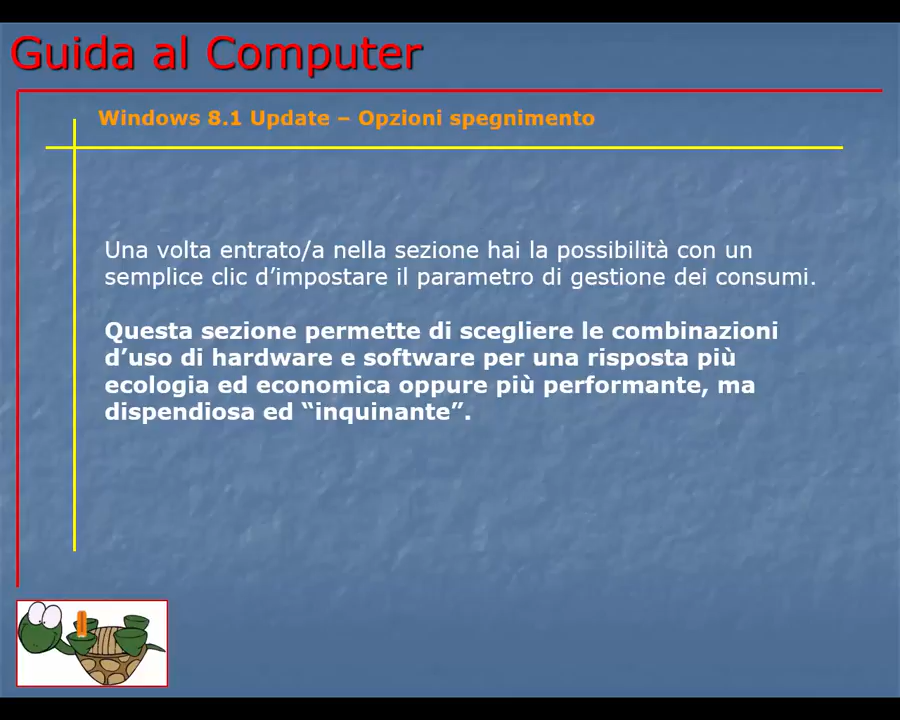 Guida al Computer
Windows 8.1 Update – Opzioni spegnimento
Una volta entrato/a nella sezione hai la possibilità con un
semplice clic d’impostare il parametro di gestione dei consumi.
Questa sezione permette di scegliere le combinazioni
d’uso di hardware e software per una risposta più
ecologia ed economica oppure più performante, ma
dispendiosa ed “inquinante”.